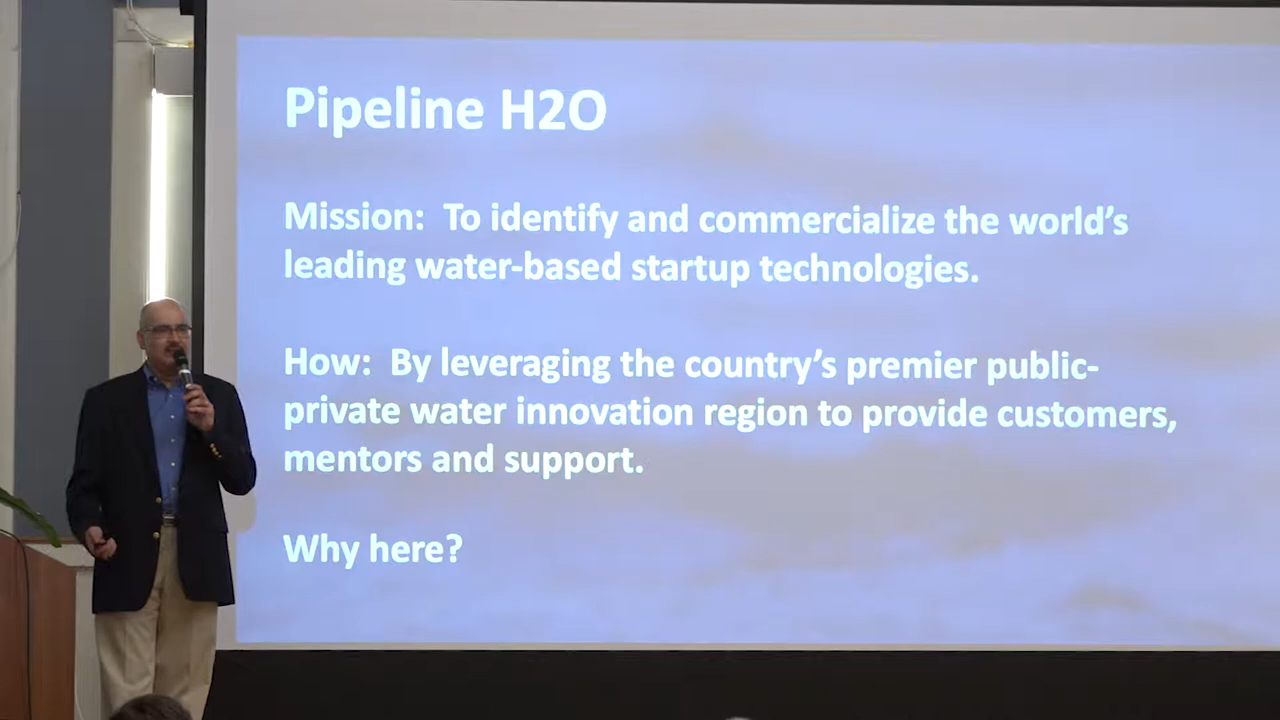 Pipeline H2O
Mission:  To identify and commercialize the world's
leading water-based startup technologies.
How:  By leveraging the country's premier public-
private water innovation region to provide customers,
mentors and support.
Why here?